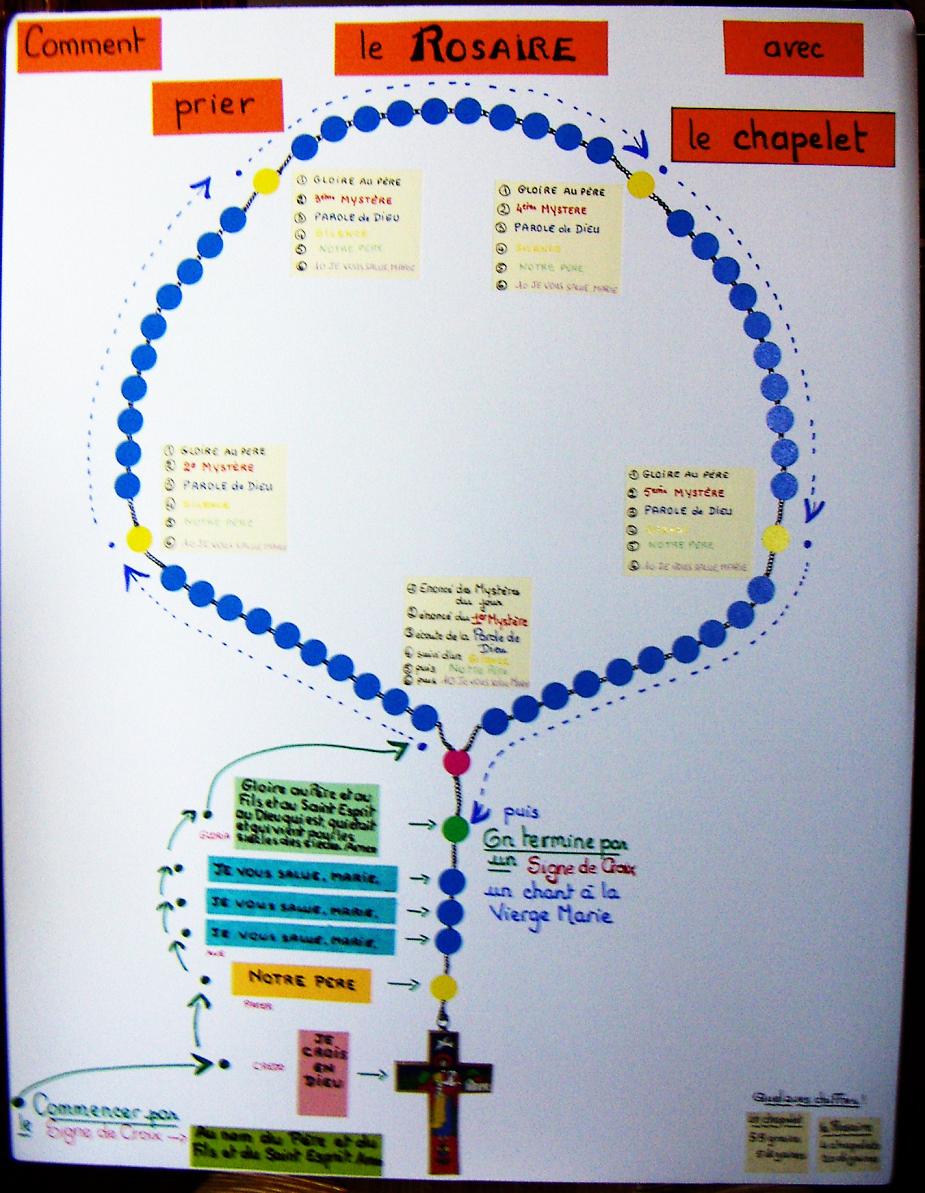 Comment
prier
le ROSAIRE
avec
le chapelet
① GLOIRE AU PÈRE
② 3ème MYSTÈRE
③ PAROLE de DIEU
④ SILENCE
⑤ NOTRE PÈRE
⑥ 10 JE VOUS SALUE, MARIE
① GLOIRE AU PÈRE
② 4ème MYSTÈRE
③ PAROLE de DIEU
④ SILENCE
⑤ NOTRE PÈRE
⑥ 10 JE VOUS SALUE, MARIE
① GLOIRE AU PÈRE
② 2e MYSTÈRE
③ PAROLE de DIEU
④ SILENCE
⑤ NOTRE PÈRE
⑥ 10 JE VOUS SALUE MARIE
① GLOIRE AU PÈRE
② 5ème MYSTÈRE
③ PAROLE de DIEU
④ SILENCE
⑤ NOTRE PÈRE
⑥ 10 JE VOUS SALUE, MARIE
① Enoncé des Mystères
du jour
② énoncé du 1er Mystère
③ écoute de la Parole de
Dieu
④ suivi d'un Silence
⑤ puis Notre Père
⑥ puis 10 JE VOUS SALUE MARIE
Gloire au Père et au
Fils et au Saint Esprit
au Dieu qui est, qui était
et qui vient pour les
siècles des siècles. Amen
GLORIA
JE VOUS SALUE, MARIE,
JE VOUS SALUE, MARIE,
JE VOUS SALUE, MARIE,
AVE
NOTRE PERE
PATER
CREDO
JE
CROIS
EN
DIEU
puis
On termine par
un Signe de Croix
un chant à la
Vierge Marie
Commencer par
le Signe de Croix
Au nom du Père et du
Fils et du Saint Esprit Amen
Quelques chiffres!
chapelet
59 grains
5 dizaines
le Rosaire
4 chapelets
20 dizaines